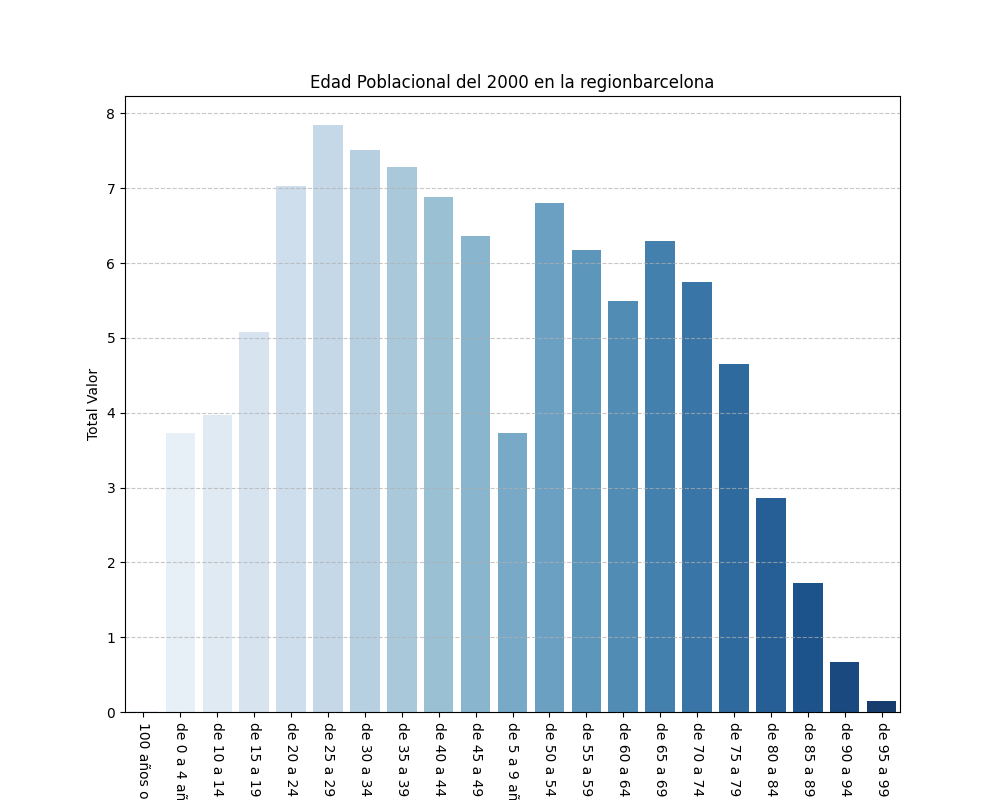 Edad Poblacional del 2000 en la regionbarcelona
Total Valor
8
7
6
5
4
3
2
1
0
100 años o
de 0 a 4 añ
de 10 a 14
de 15 a 19
de 20 a 24
de 25 a 29
de 30 a 34
de 35 a 39
de 40 a 44
de 45 a 49
de 5 a 9 añ
de 50 a 54
de 55 a 59
de 60 a 64
de 65 a 69
de 70 a 74
de 75 a 79
de 80 a 84
de 85 a 89
de 90 a 94
de 95 a 99